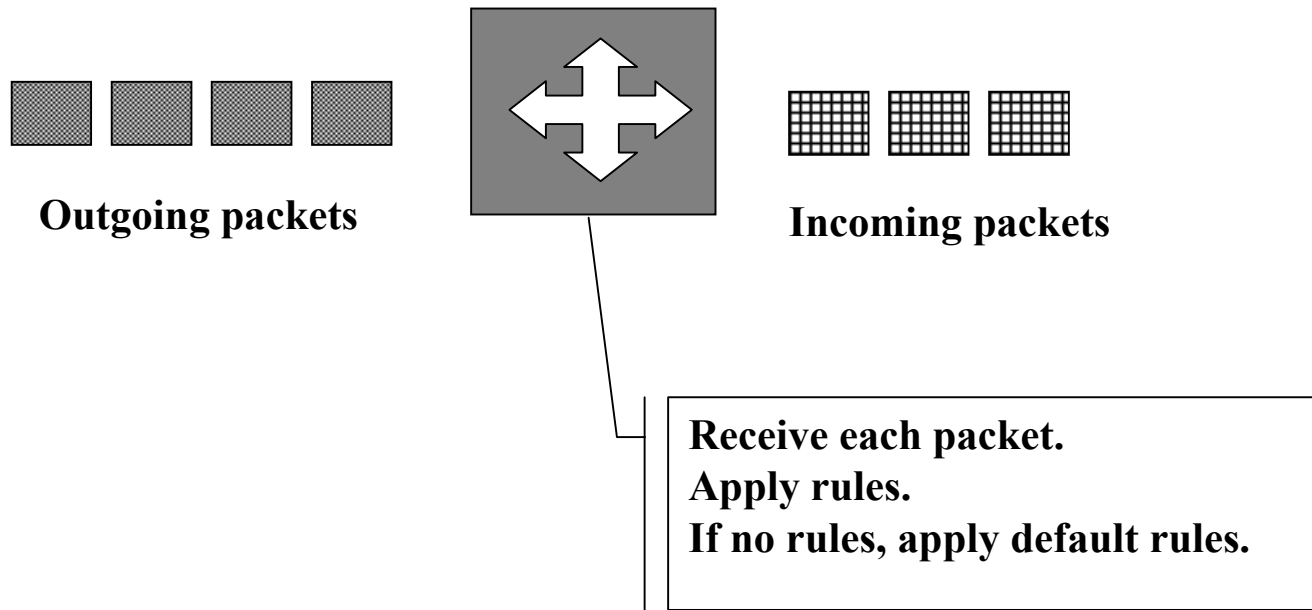 Outgoing packets
Incoming packets
Receive each packet.
Apply rules.
If no rules, apply default rules.